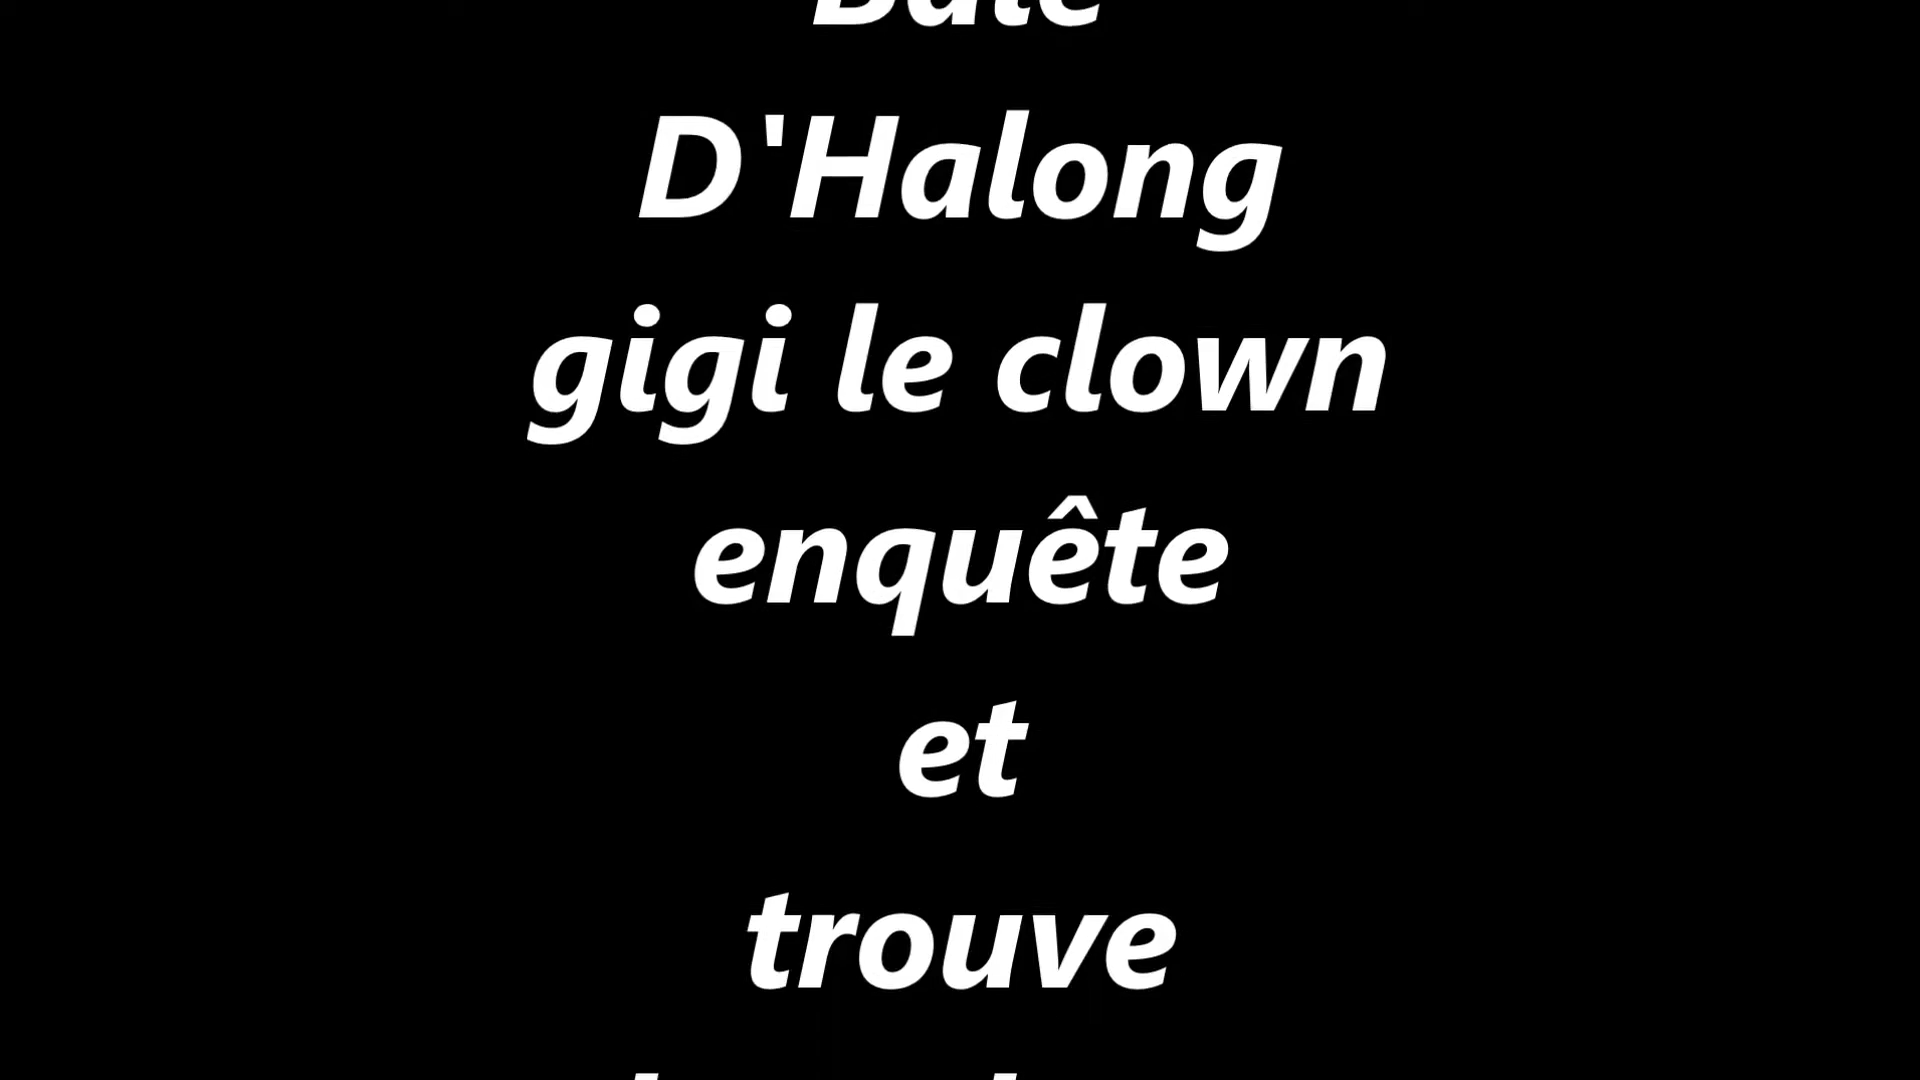 D'Halong
gigi le clown
enquête
et
trouve